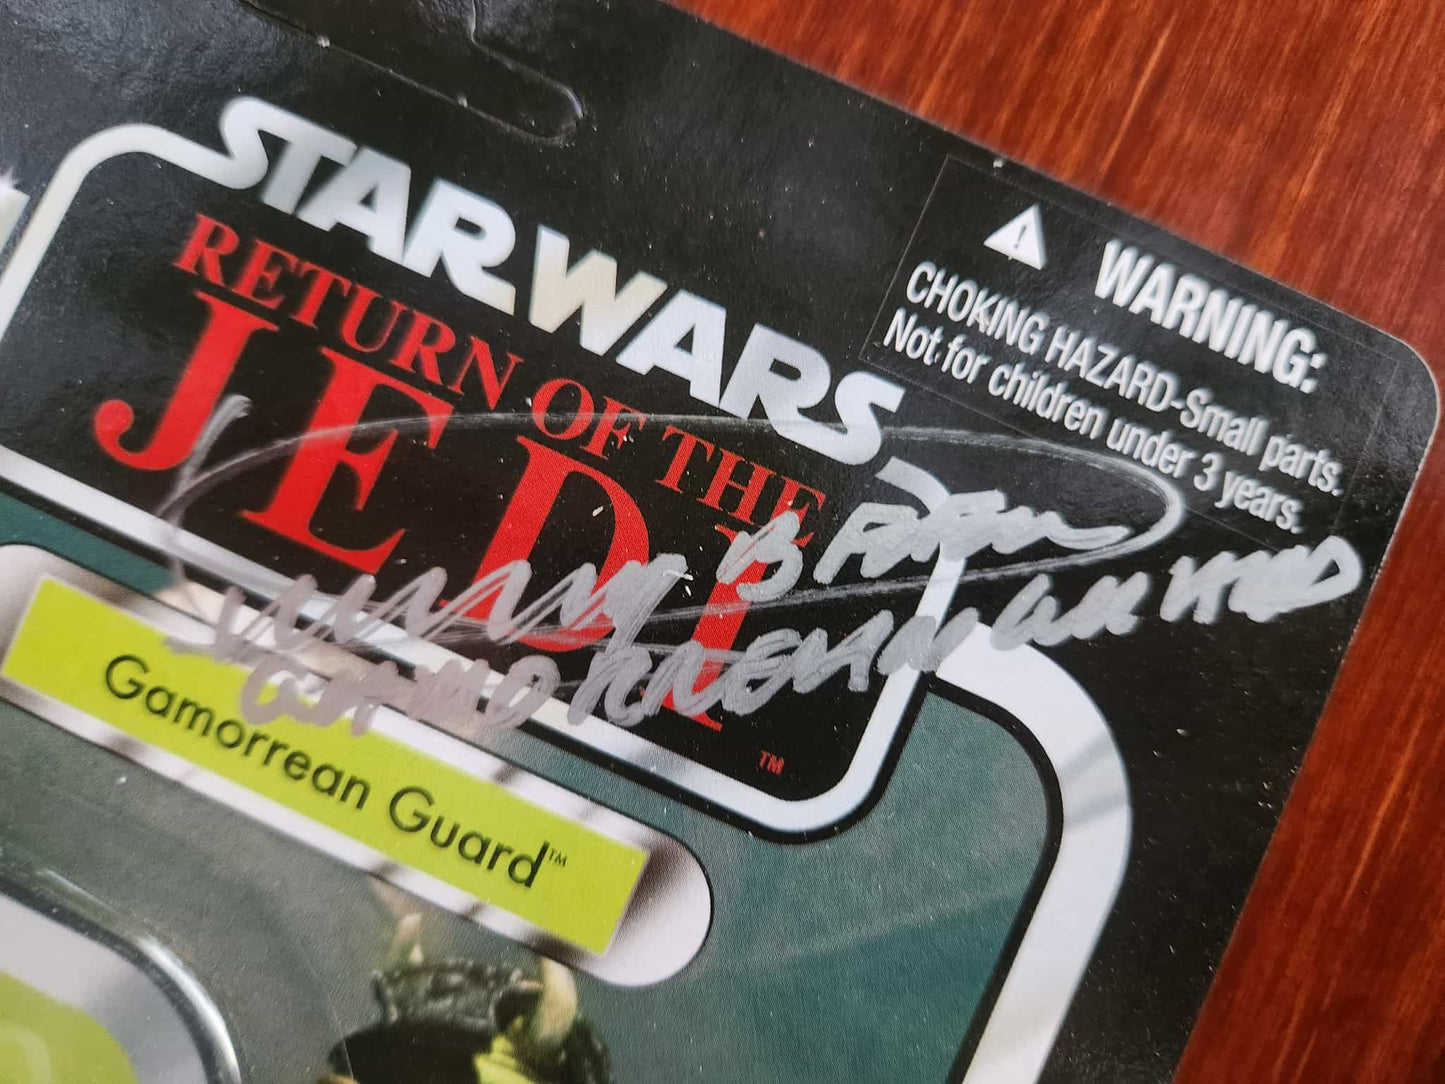 STAR WARS
RETURN OF THE
JEDI
™
WARNING:
CHOKING HAZARD-Small parts.
Not for children under 3 years.
Gamorrean Guard™